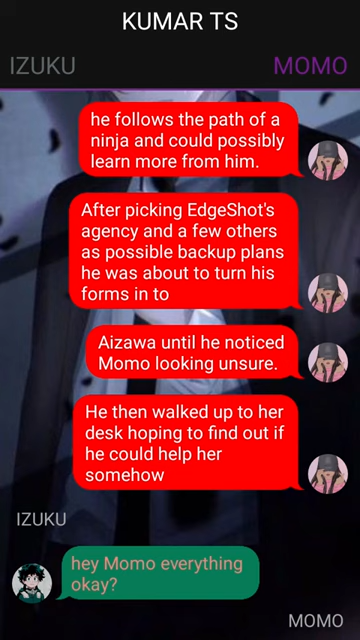 KUMAR TS
IZUKU
MOMO
he follows the path of a
ninja and could possibly
learn more from him.
After picking EdgeShot's
agency and a few others
as possible backup plans
he was about to turn his
forms in to
Aizawa until he noticed
Momo looking unsure.
He then walked up to her
desk hoping to find out if
he could help her
somehow
IZUKU
hey Momo everything
okay?
MOMO